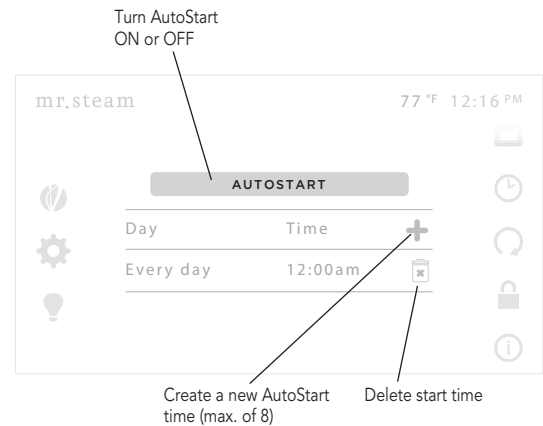 Turn AutoStart
ON or OFF
mr.steam 77 °F 12:16 PM
AUTOSTART
Day Time
Every day 12:00am
Create a new AutoStart
time (max. of 8)
Delete start time